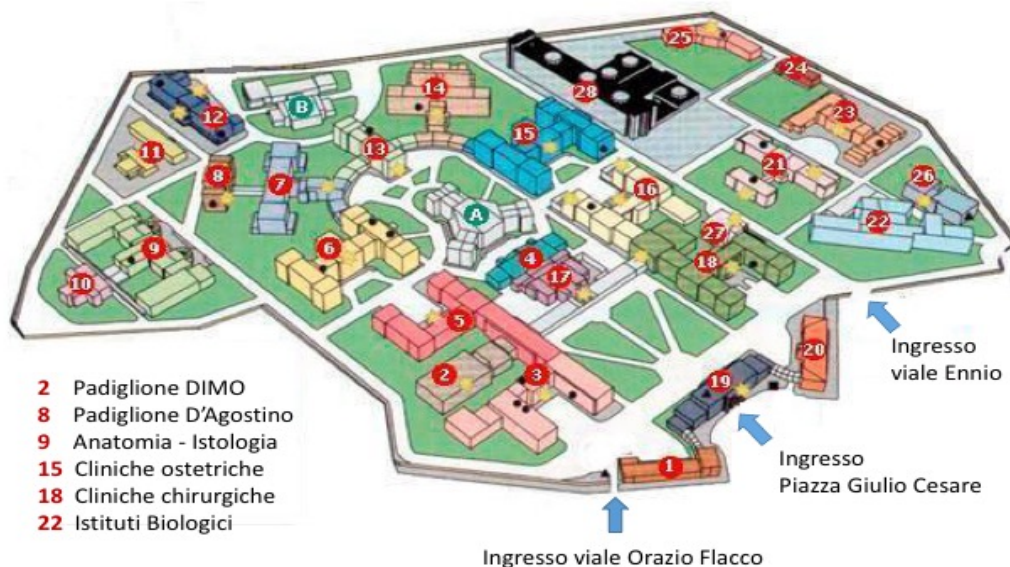 25
24
28
14
12
B
23
15
13
11
21
8
7
16
26
A
22
27
6
4
18
9
17
10
5
20
Ingresso
viale Ennio
2
3
19
2 Padiglione DIMO
8 Padiglione D'Agostino
9 Anatomia - Istologia
15 Cliniche ostetriche
18 Cliniche chirurgiche
22 Istituti Biologici
1
Ingresso
Piazza Giulio Cesare
Ingresso viale Orazio Flacco